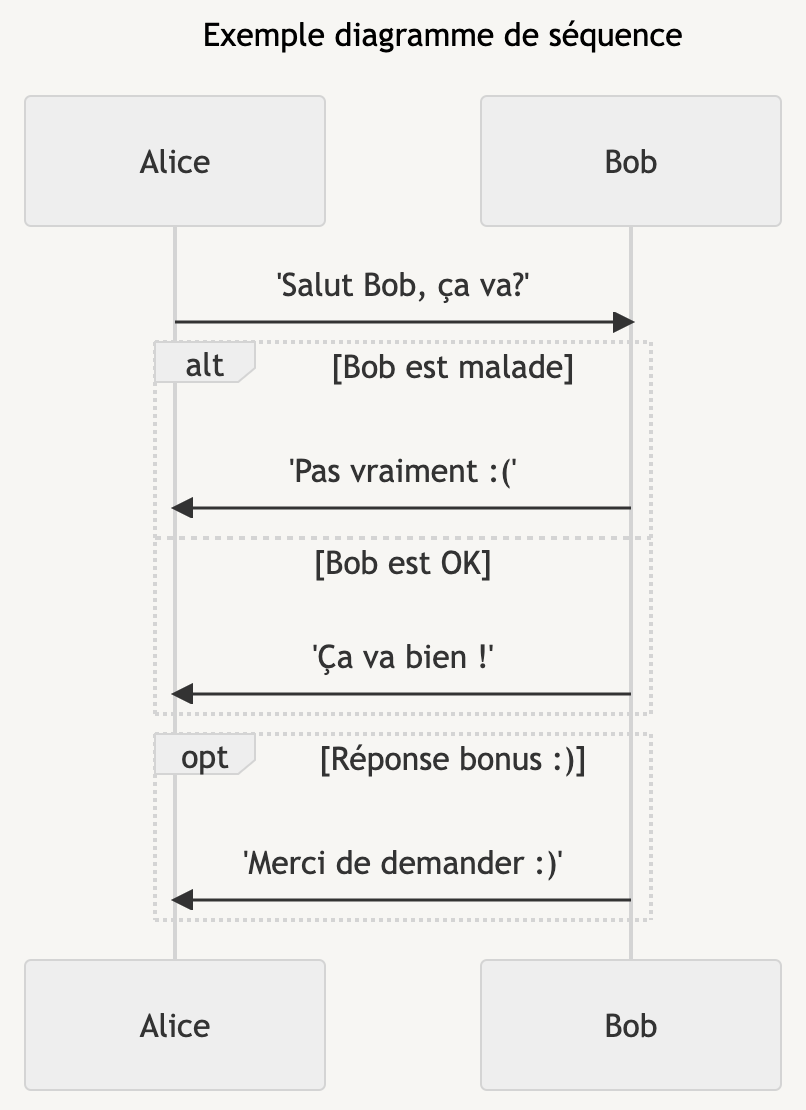 Exemple diagramme de séquence
Alice
Bob
'Salut Bob, ça va?'
alt
[Bob est malade]
'Pas vraiment :('
[Bob est OK]
'Ça va bien !'
opt
[Réponse bonus :)]
'Merci de demander :)'
Alice
Bob